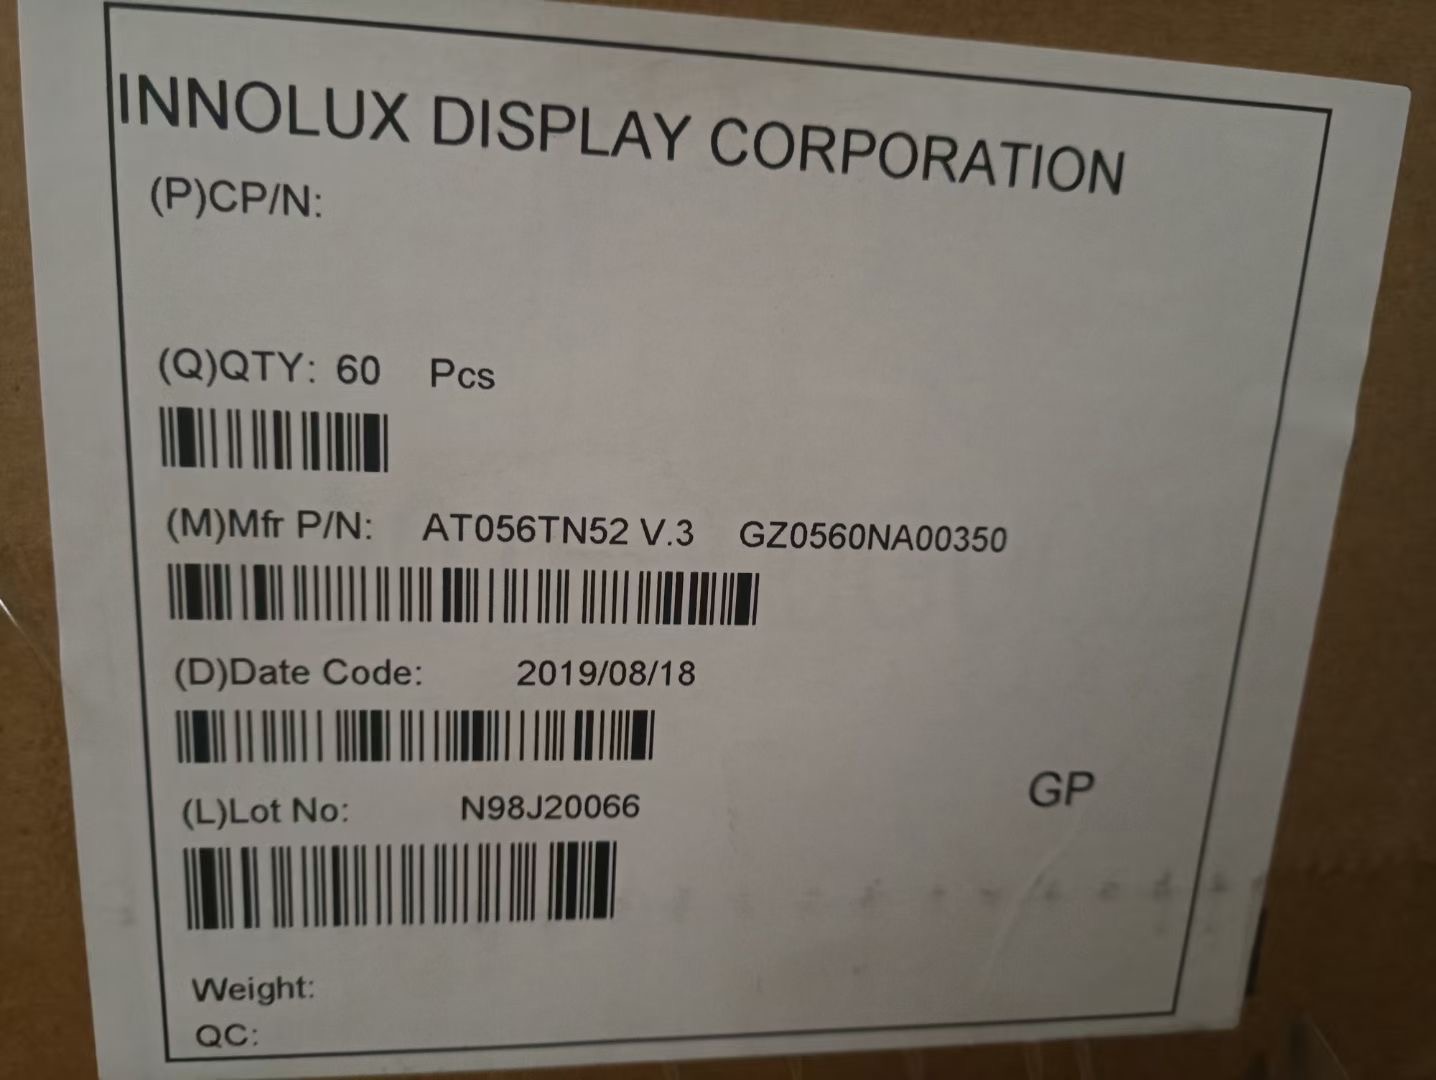 INNOLUX DISPLAY CORPORATION
(P)CP/N:
(Q)QTY: 60 Pcs
(M)Mfr P/N: AT056TN52 V.3 GZ0560NA00350
(D)Date Code: 2019/08/18
(L)Lot No: N98J20066
GP
Weight:
QC: